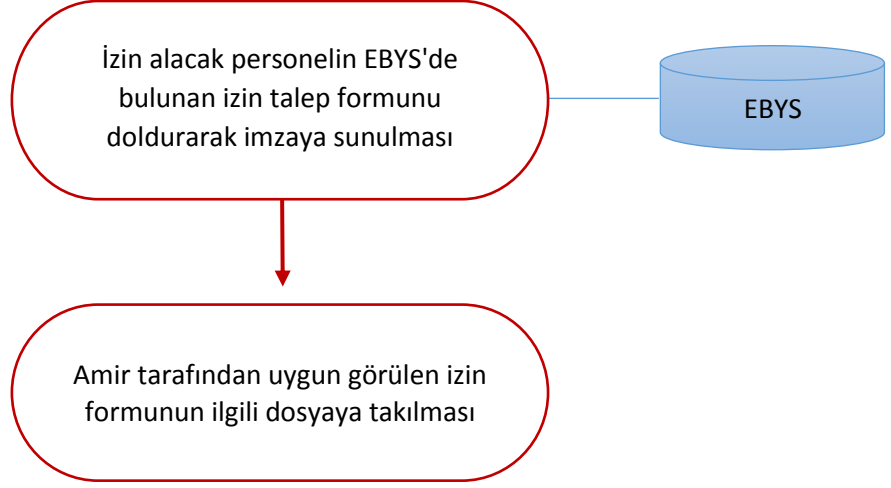 İzin alacak personelin EBYS'de
bulunan izin talep formunu
doldurarak imzaya sunulması
EBYS
Amir tarafından uygun görülen izin
formunun ilgili dosyaya takılması